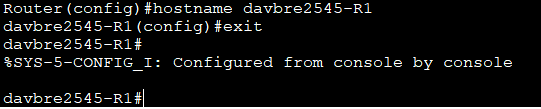 Router(config)#hostname davbre2545-R1
davbre2545-R1(config)#exit
davbre2545-R1#
%SYS-5-CONFIG_I: Configured from console by console
davbre2545-R1#